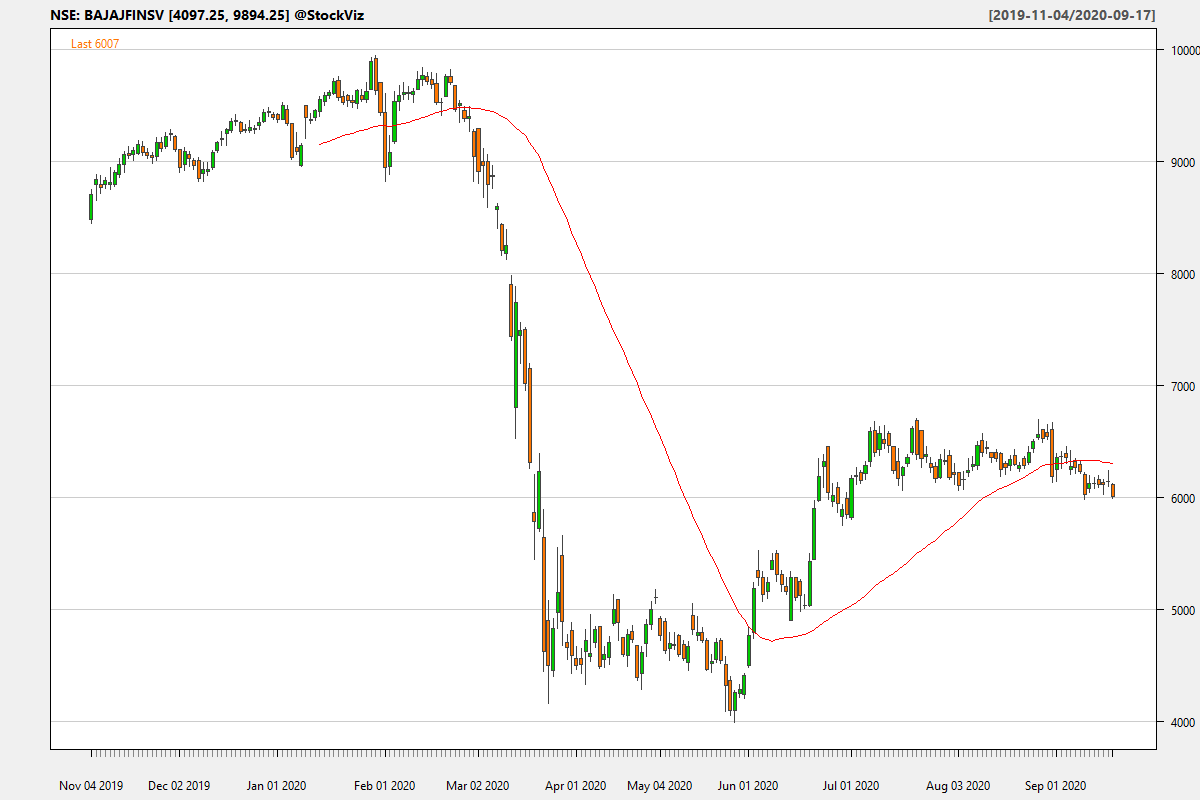 NSE: BAJAJFINSV [4097.25, 9894.25] @StockViz [2019-11-04/2020-09-17]
Last 6007
10000
9000
8000
7000
6000
5000
4000
Nov 04 2019 Dec 02 2019 Jan 01 2020 Feb 01 2020 Mar 02 2020 Apr 01 2020 May 04 2020 Jun 01 2020 Jul 01 2020 Aug 03 2020 Sep 01 2020